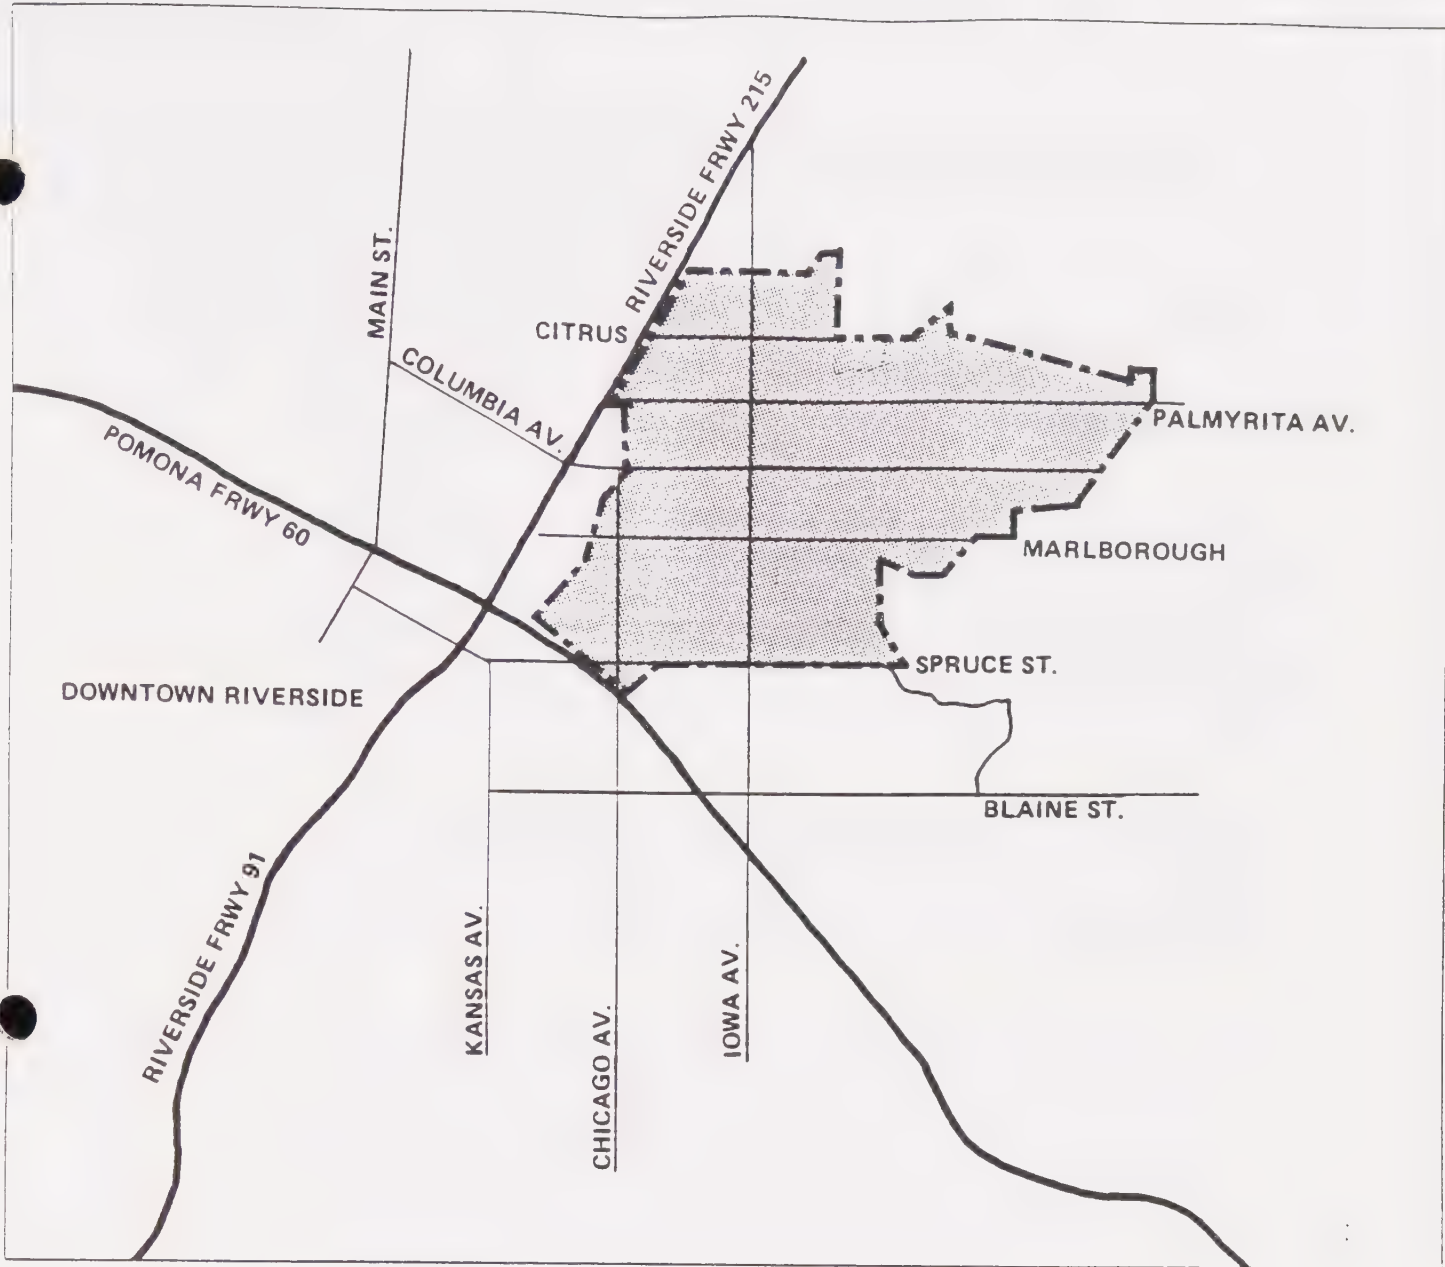 RIVERSIDE FRWY 215
MAIN ST.
CITRUS
COLUMBIA AV.
PALMYRITA AV.
POMONA FRWY 60
MARLBOROUGH
SPRUCE ST.
DOWNTOWN RIVERSIDE
BLAINE ST.
RIVERSIDE FRWY 91
KANSAS AV.
CHICAGO AV.
IOWA AV.